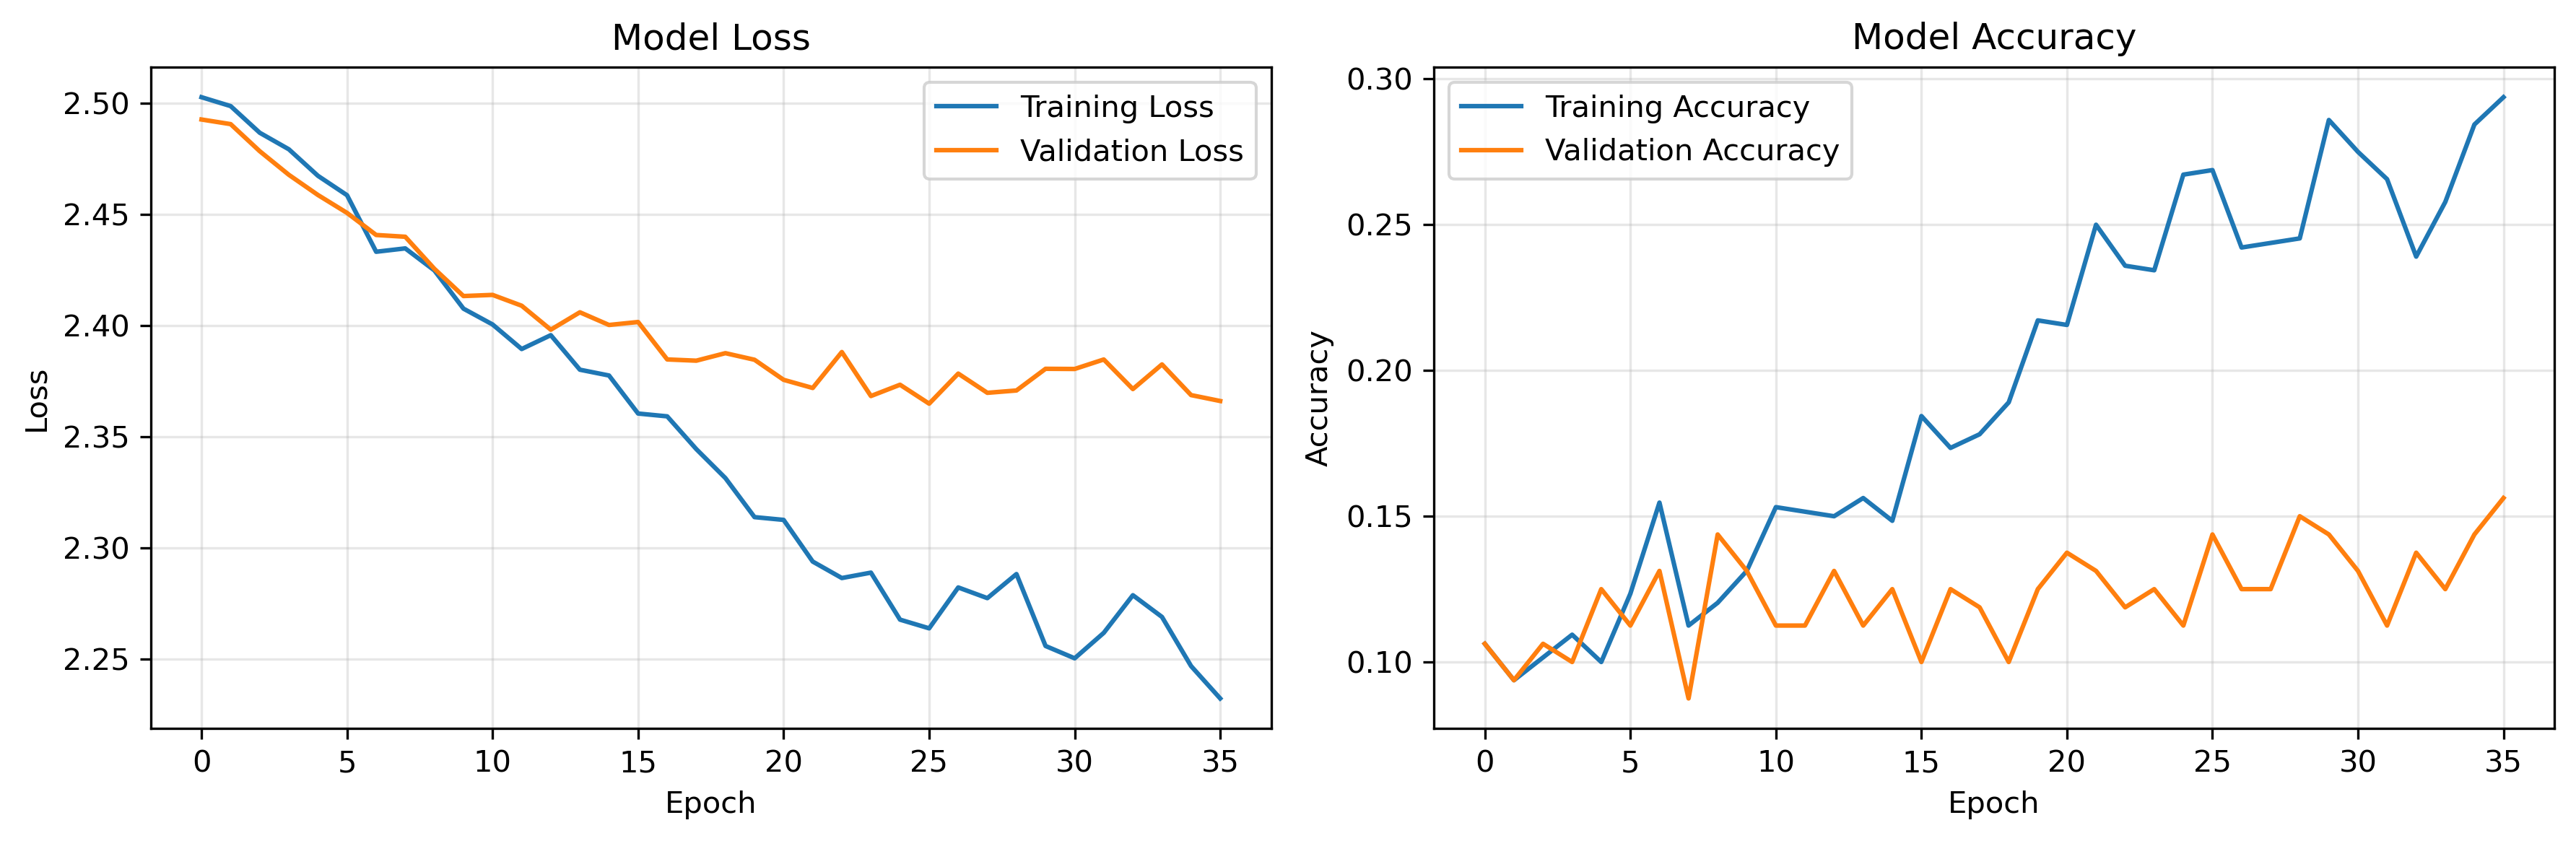 Model Loss
2.50
2.45
2.40
2.35
2.30
2.25
Loss
Training Loss
Validation Loss
0 5 10 15 20 25 30 35
Epoch
Model Accuracy
0.30
0.25
0.20
0.15
0.10
Accuracy
Training Accuracy
Validation Accuracy
0 5 10 15 20 25 30 35
Epoch